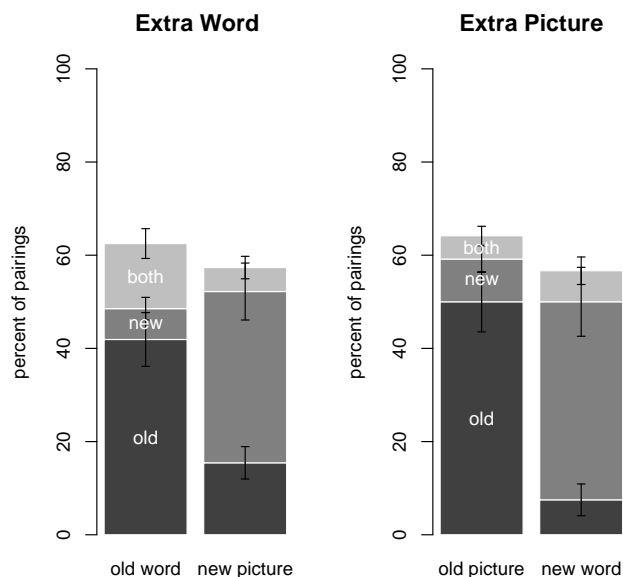 Extra Word
percent of pairings
0
20
40
60
80
100
both
new
old
old word
new picture
Extra Picture
percent of pairings
0
20
40
60
80
100
both
new
old
old picture
new word